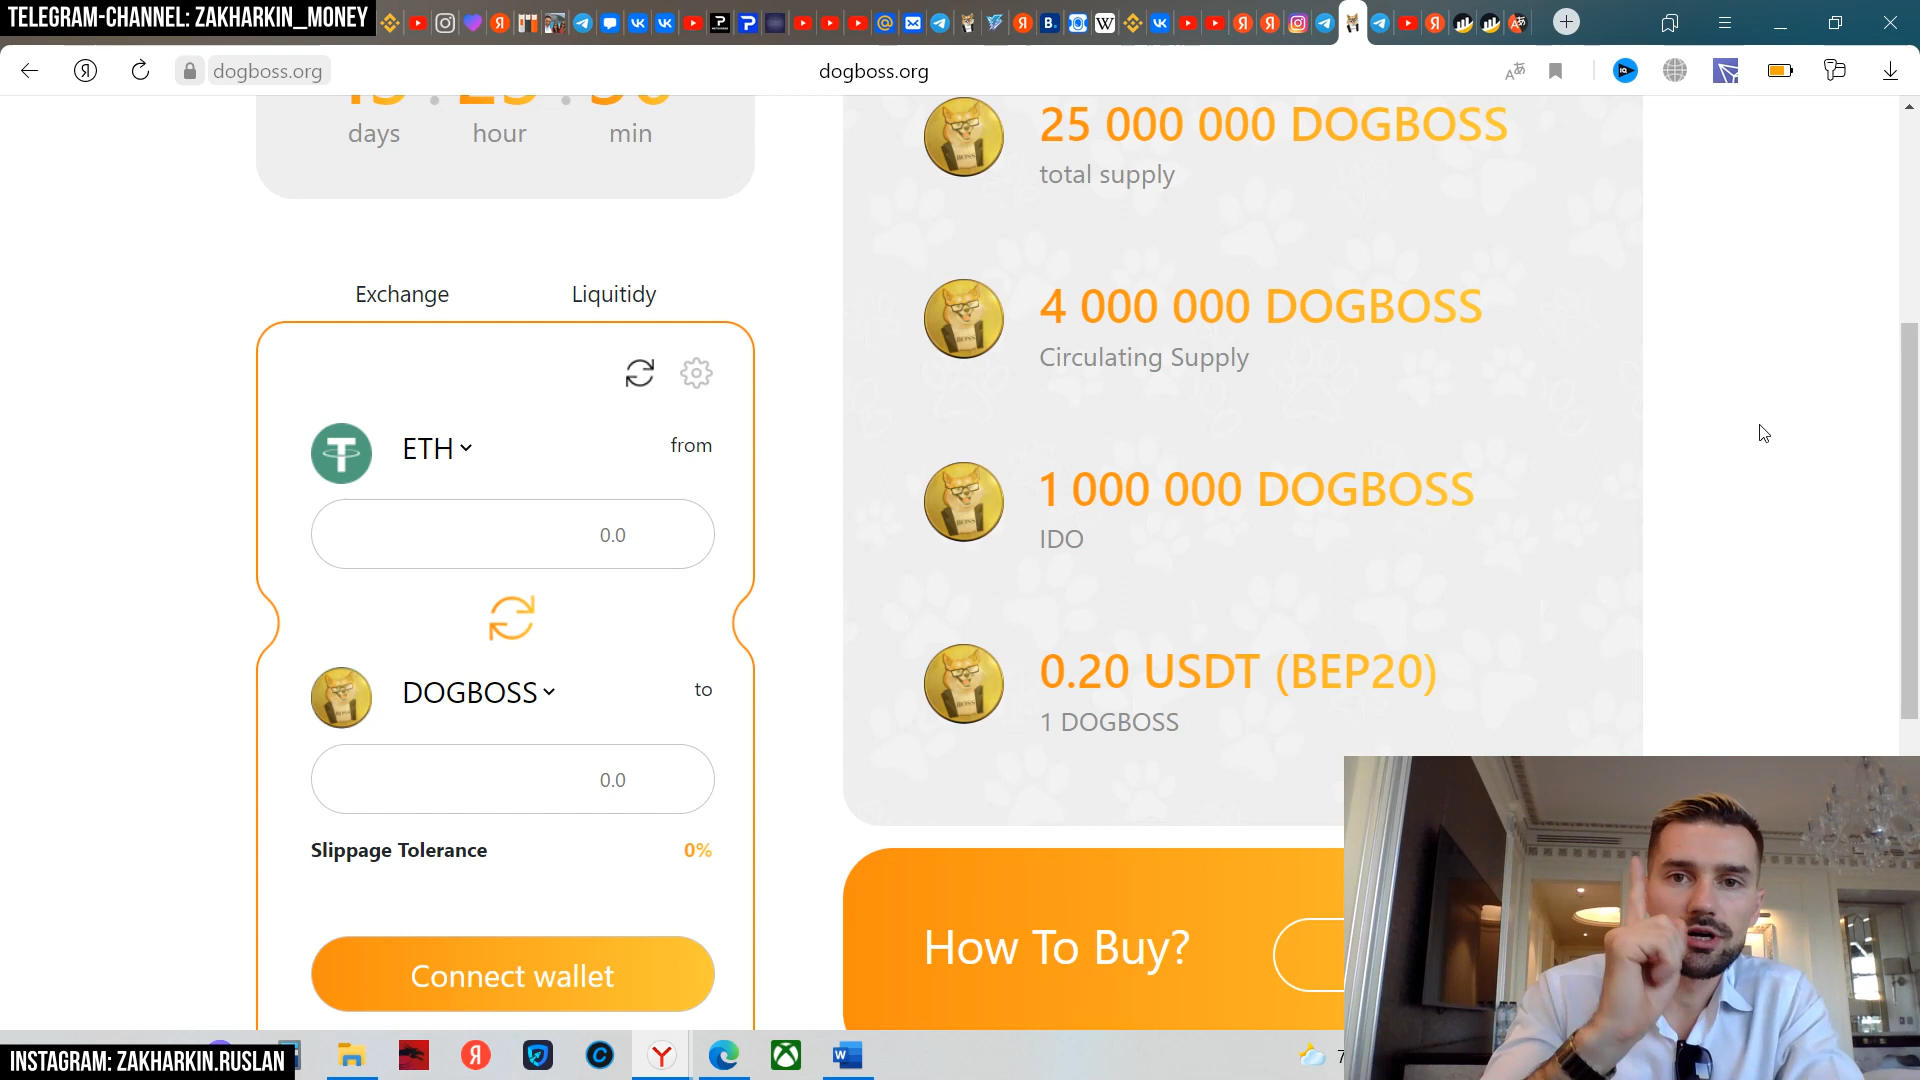 TELEGRAM-CHANNEL: ZAKHARKIN_MONEY
dogboss.org
dogboss.org
days hour min
Exchange Liquitidy
ETH from
0.0
DOGBOSS to
0.0
Slippage Tolerance 0%
Connect wallet
25 000 000 DOGBOSS
total supply
4 000 000 DOGBOSS
Circulating Supply
1 000 000 DOGBOSS
IDO
0.20 USDT (BEP20)
1 DOGBOSS
How To Buy?
INSTAGRAM: ZAKHARKIN.RUSLAN